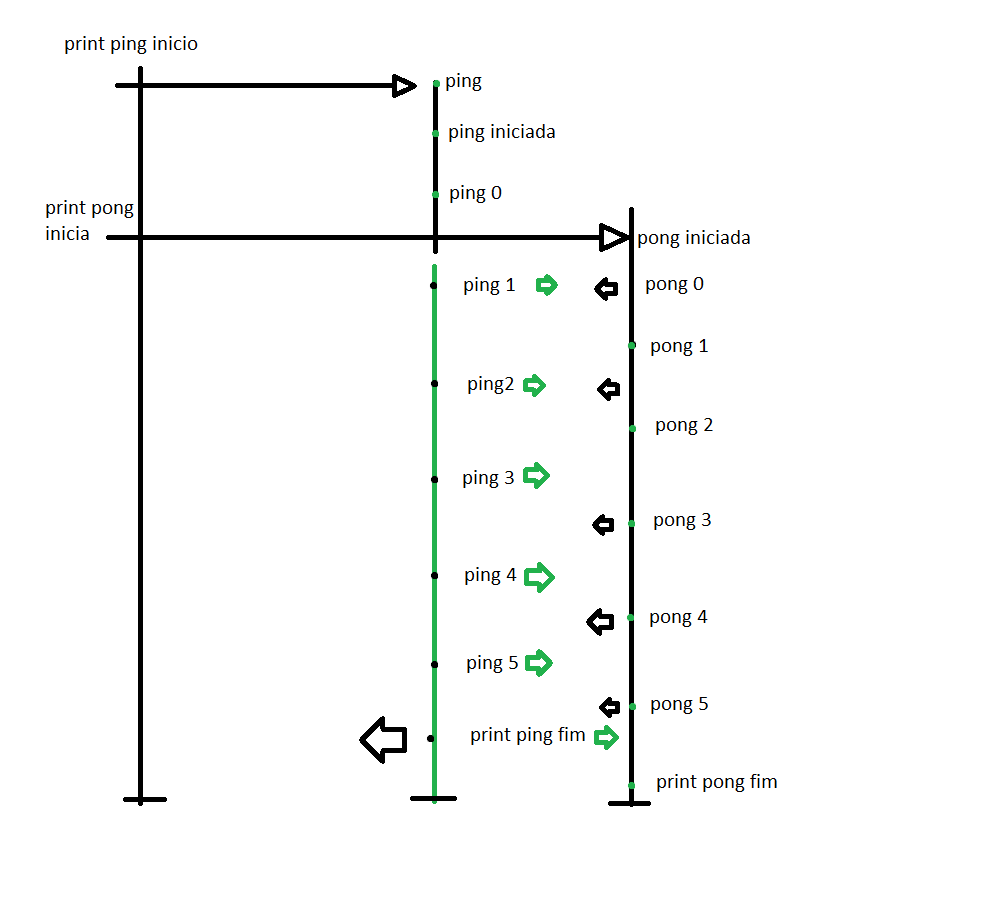 print ping inicio
ping
ping iniciada
ping 0
print pong
inicia
pong iniciada
ping 1
pong 0
pong 1
ping2
pong 2
ping 3
pong 3
ping 4
pong 4
ping 5
pong 5
print ping fim
print pong fim